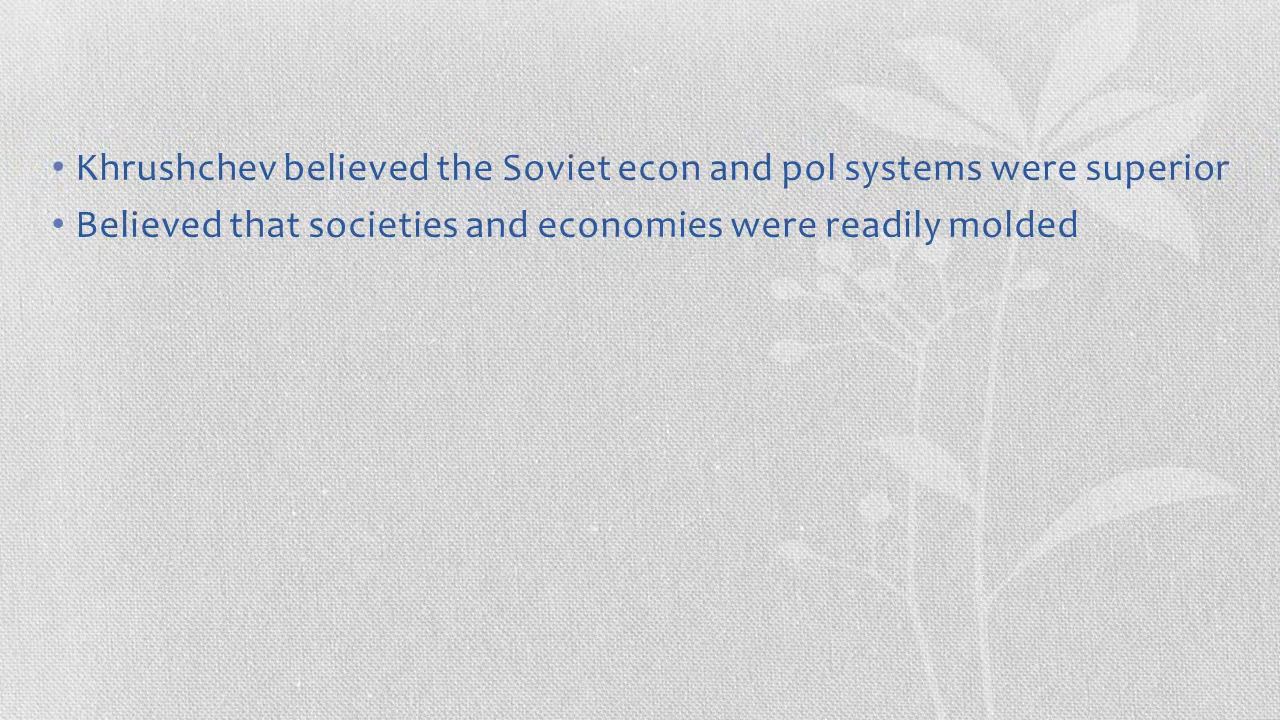 • Khrushchev believed the Soviet econ and pol systems were superior
• Believed that societies and economies were readily molded